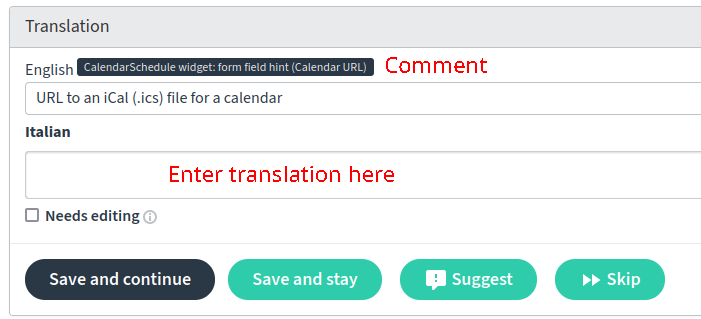 Translation
English CalendarSchedule widget: form field hint (Calendar URL) Comment
URL to an iCal (.ics) file for a calendar
Italian
Enter translation here
Needs editing
Save and continue Save and stay Suggest Skip